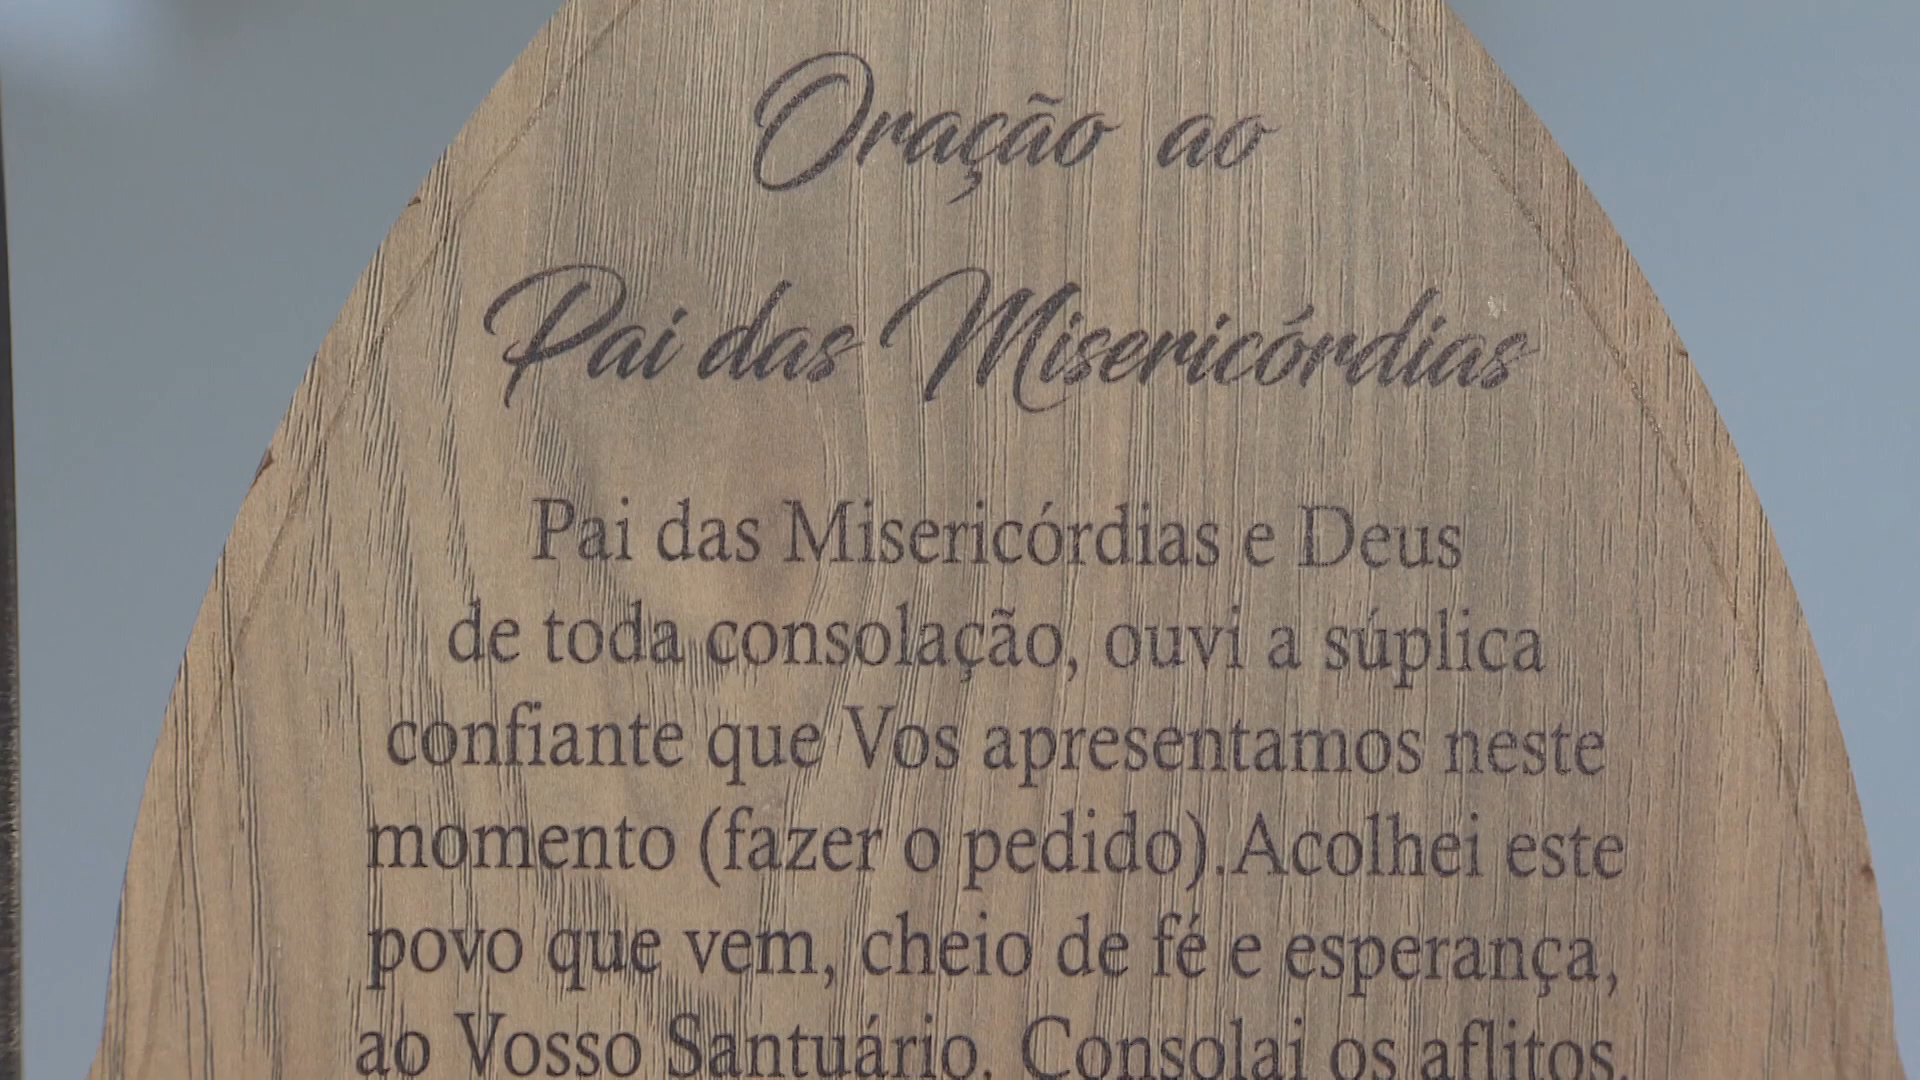 Oração ao
Pai das Misericórdias
Pai das Misericórdias e Deus
de toda consolação, ouvi a súplica
confiante que Vos apresentamos neste
momento (fazer o pedido).Acolhei este
povo que vem, cheio de fé e esperança,
ao Vosso Santuário. Consolai os aflitos,